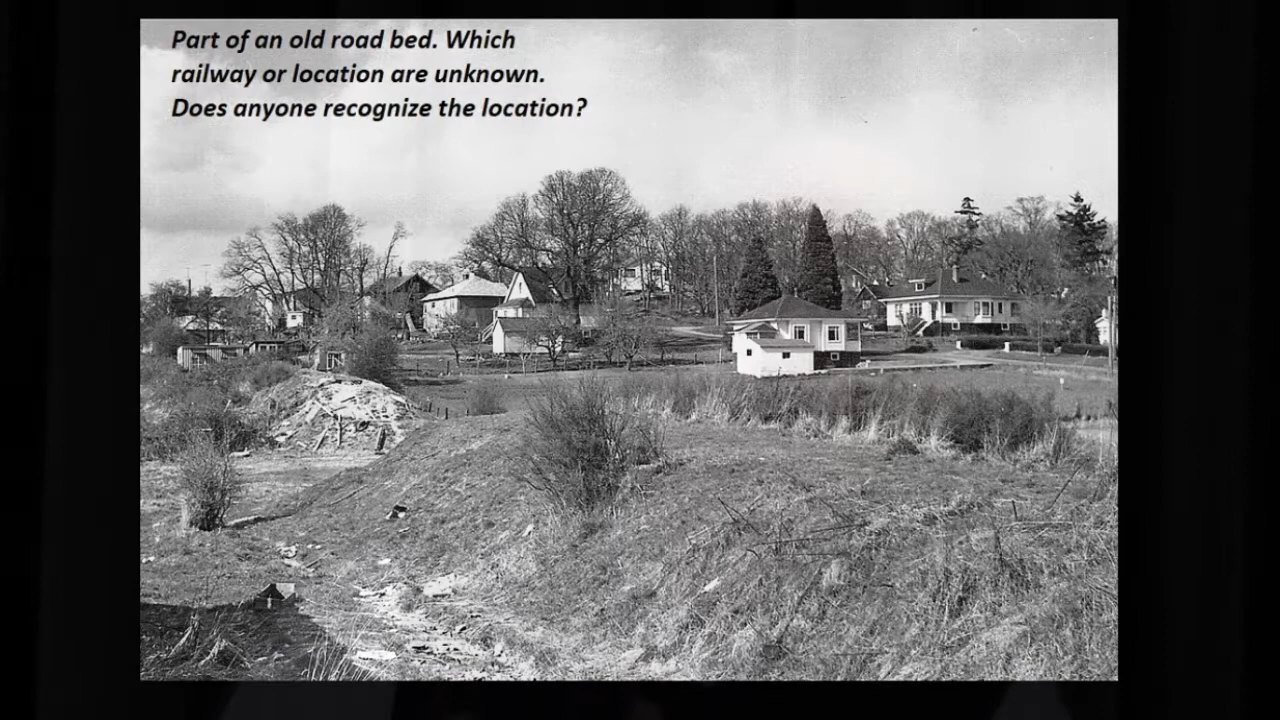 Part of an old road bed. Which
railway or location are unknown.
Does anyone recognize the location?